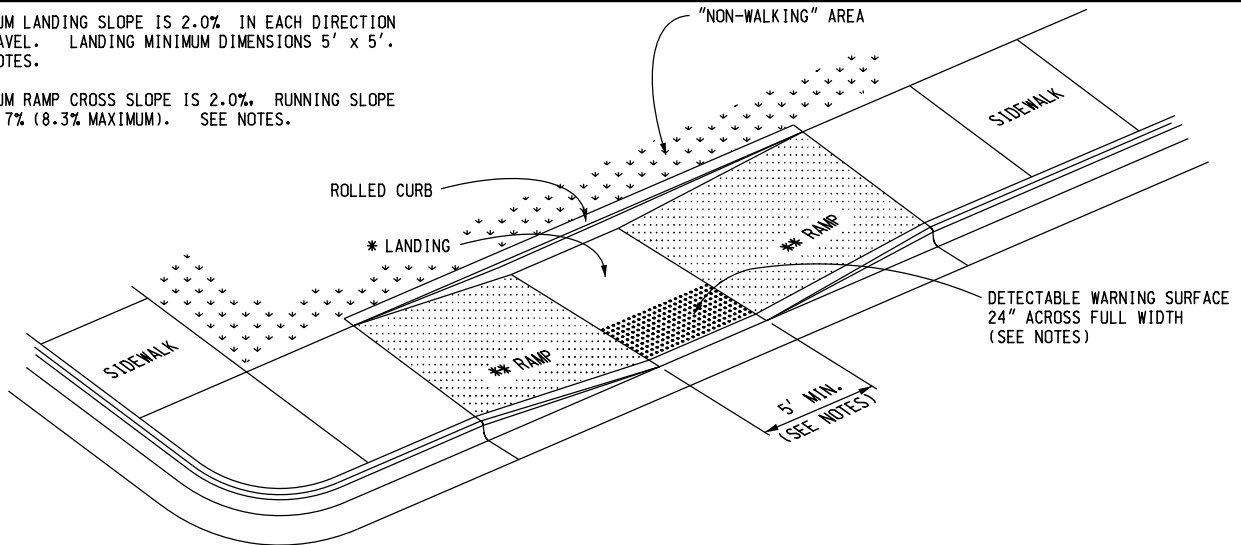 UM LANDING SLOPE IS 2.0% IN EACH DIRECTION
AVEL. LANDING MINIMUM DIMENSIONS 5' x 5'.
OTES.
UM RAMP CROSS SLOPE IS 2.0%, RUNNING SLOPE
7% (8.3% MAXIMUM). SEE NOTES.
"NON-WALKING" AREA
SIDEWALK
ROLLED CURB
* LANDING
** RAMP
DETECTABLE WARNING SURFACE
24" ACROSS FULL WIDTH
(SEE NOTES)
SIDEWALK
** RAMP
5' MIN.
(SEE NOTES)